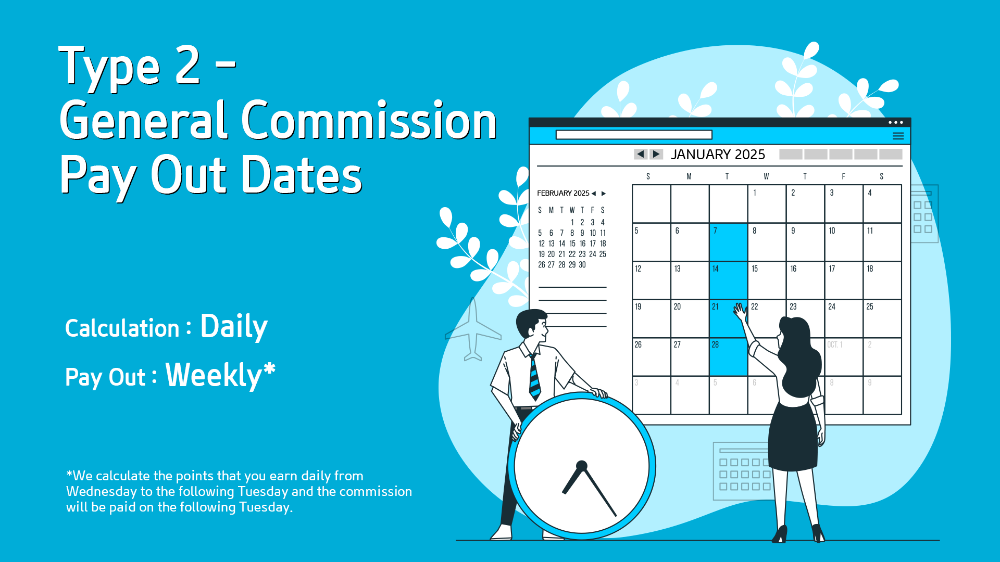 Type 2 -
General Commission
Pay Out Dates
Calculation : Daily
Pay Out : Weekly*
*We calculate the points that you earn daily from
Wednesday to the following Tuesday and the commission
will be paid on the following Tuesday.
JANUARY 2025
S M T W T F S
1 2 3 4
5 6 7 8 9 10 11
12 13 14 15 16 17 18
19 20 21 22 23 24 25
26 27 28 OCT. 1 2
3 4 5 6 8 9
FEBRUARY 2025
S M T W T F S
1 2 3 4
5 6 7 8 9 10 11
12 13 14 15 16 17 18
19 20 21 22 23 24 25
26 27 28 29 30